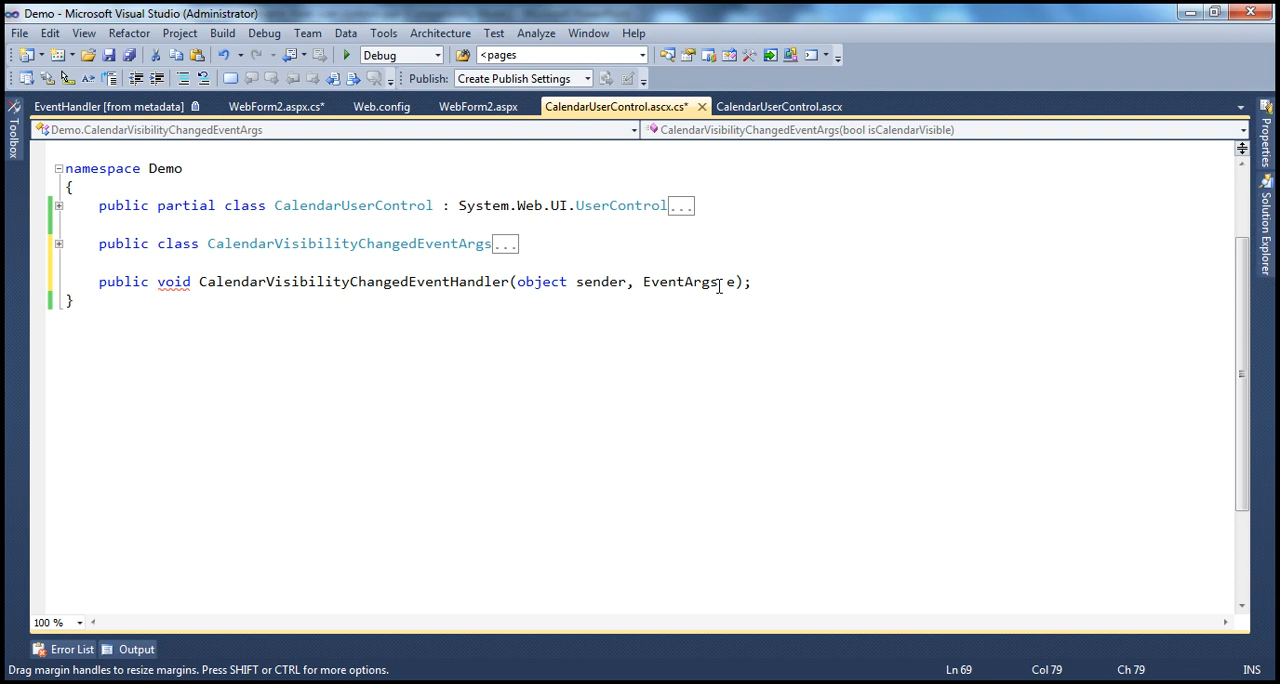 Demo - Microsoft Visual Studio (Administrator)
File Edit View Refactor Project Build Debug Team Data Tools Architecture Test Analyze Window Help
Debug <pages
Publish: Create Publish Settings
EventHandler [from metadata] WebForm2.aspx.cs* Web.config WebForm2.aspx CalendarUserControl.ascx.cs* CalendarUserControl.ascx
Demo.CalendarVisibilityChangedEventArgs CalendarVisibilityChangedEventArgs(bool isCalendarVisible)
Toolbox
Properties
Solution Explorer
namespace Demo
{
public partial class CalendarUserControl : System.Web.UI.UserControl...
public class CalendarVisibilityChangedEventArgs...
public void CalendarVisibilityChangedEventHandler(object sender, EventArgs e);
}
100 %
Error List Output
Drag margin handles to resize margins. Press SHIFT or CTRL for more options. Ln 69 Col 79 Ch 79 INS